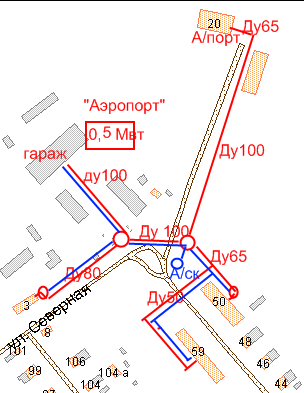 20
Ду65
А/порт
"Аэропорт"
0,5 Мвт
гараж
ду100
Ду100
Ду 100
Ду65
Ду80
А/ск
Ду50
50
3
ул. Северная
8
59
48
101
106
46
99
104 а
104
44